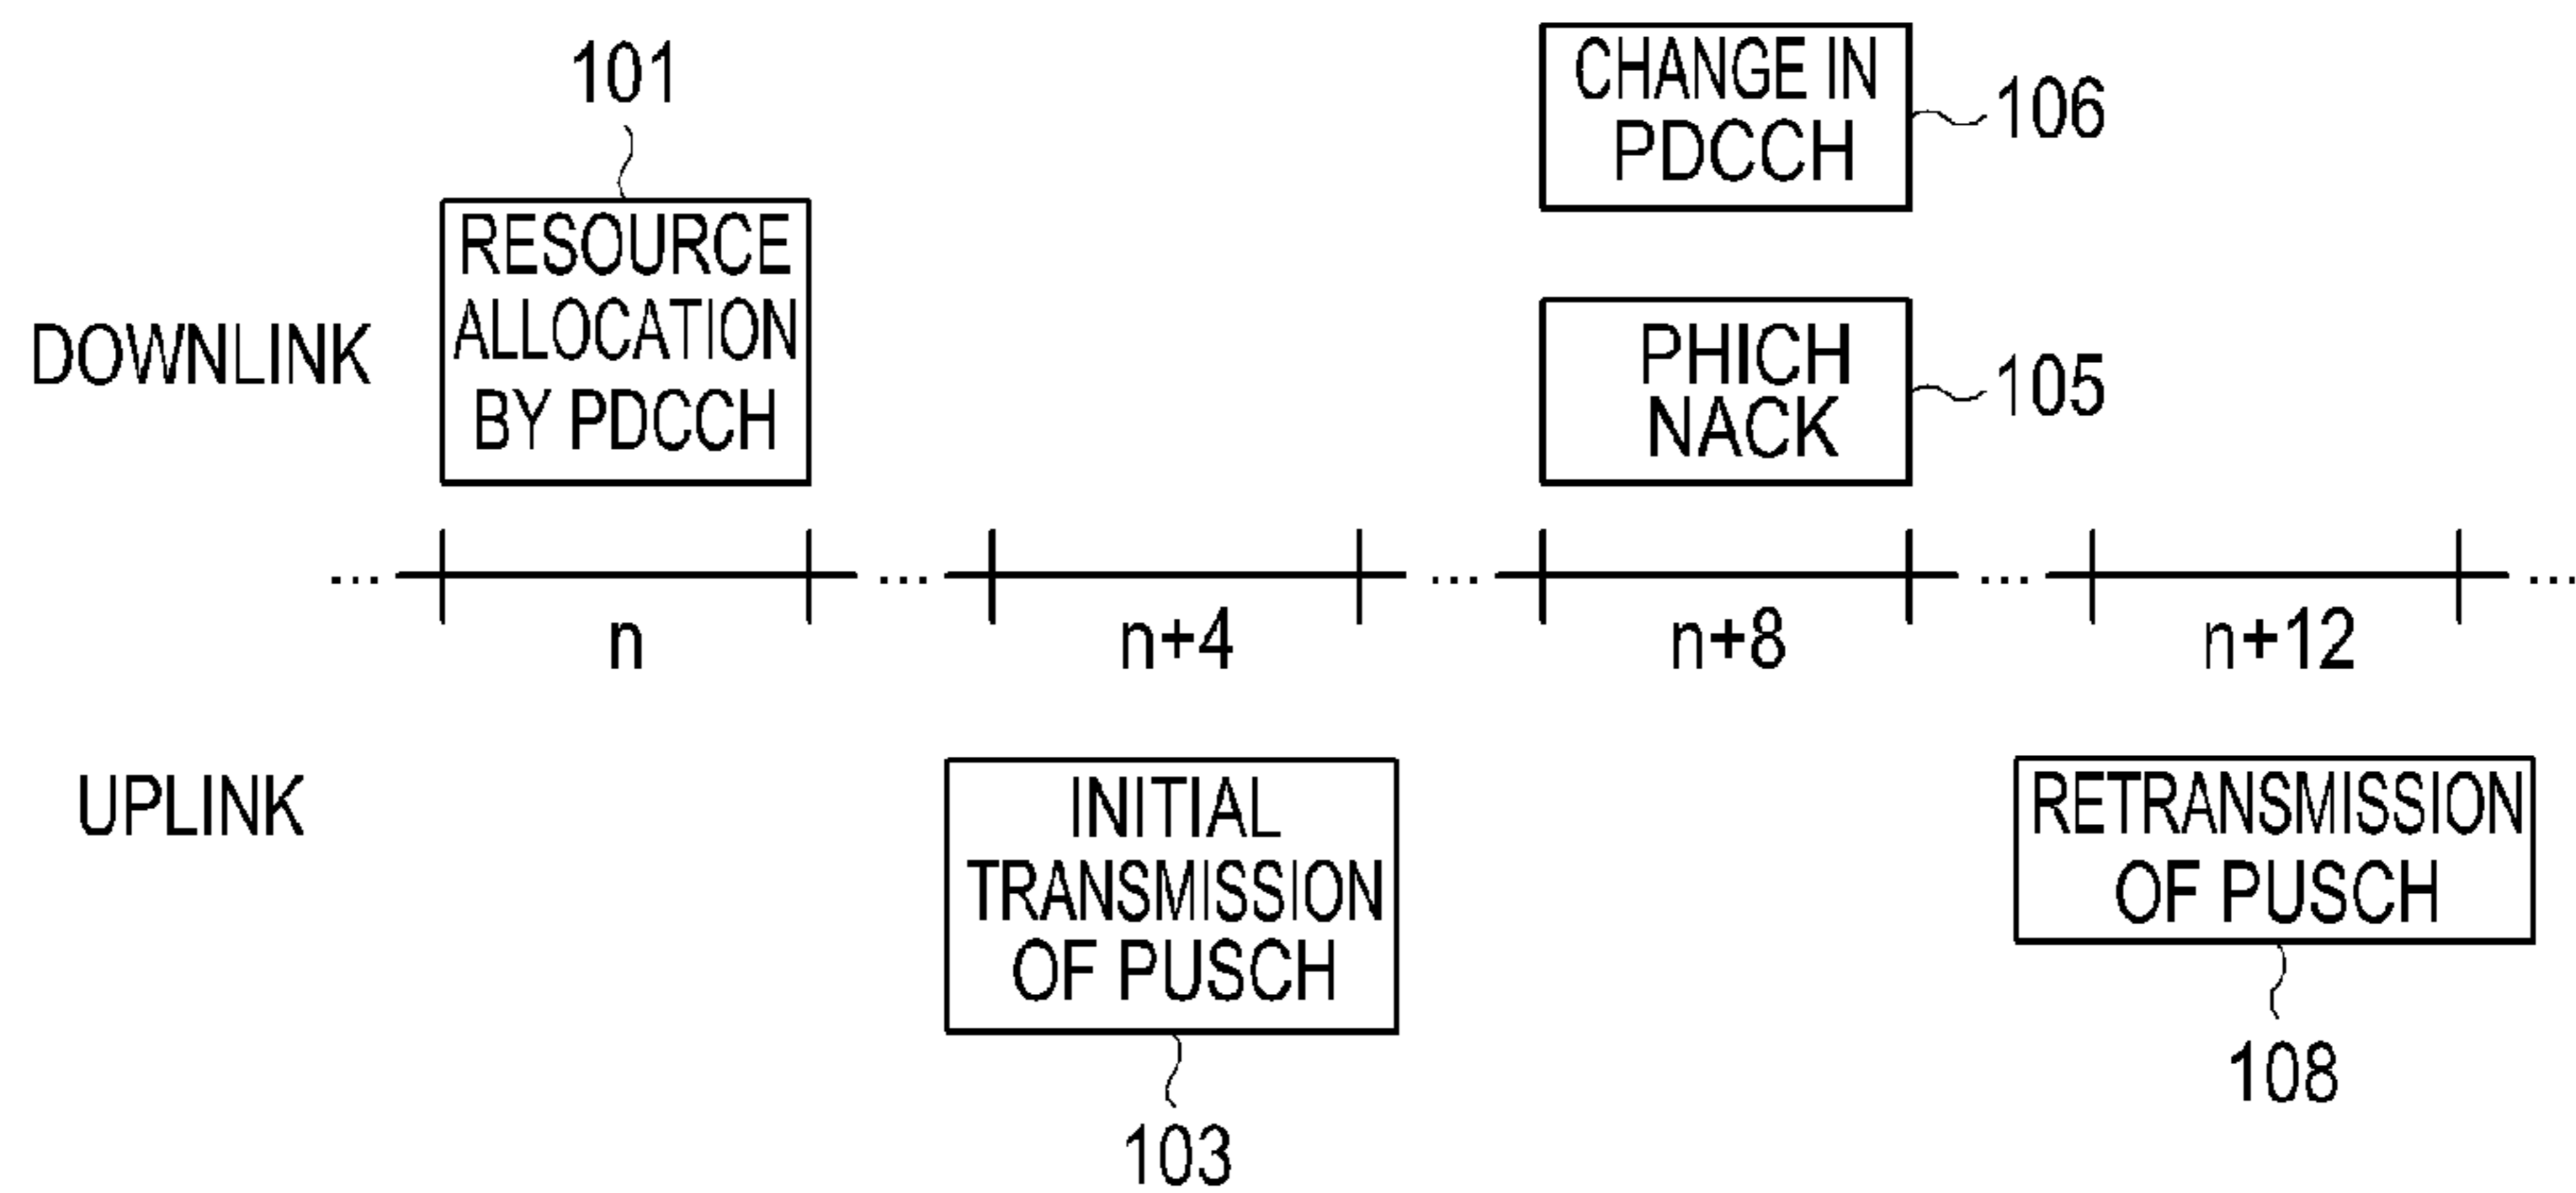 101
RESOURCE
ALLOCATION
BY PDCCH
CHANGE IN
PDCCH
106
DOWNLINK
PHICH
NACK
105
... n ... n+4 ... n+8 ... n+12 ...
UPLINK
INITIAL
TRANSMISSION
OF PUSCH
103
RETRANSMISSION
OF PUSCH
108